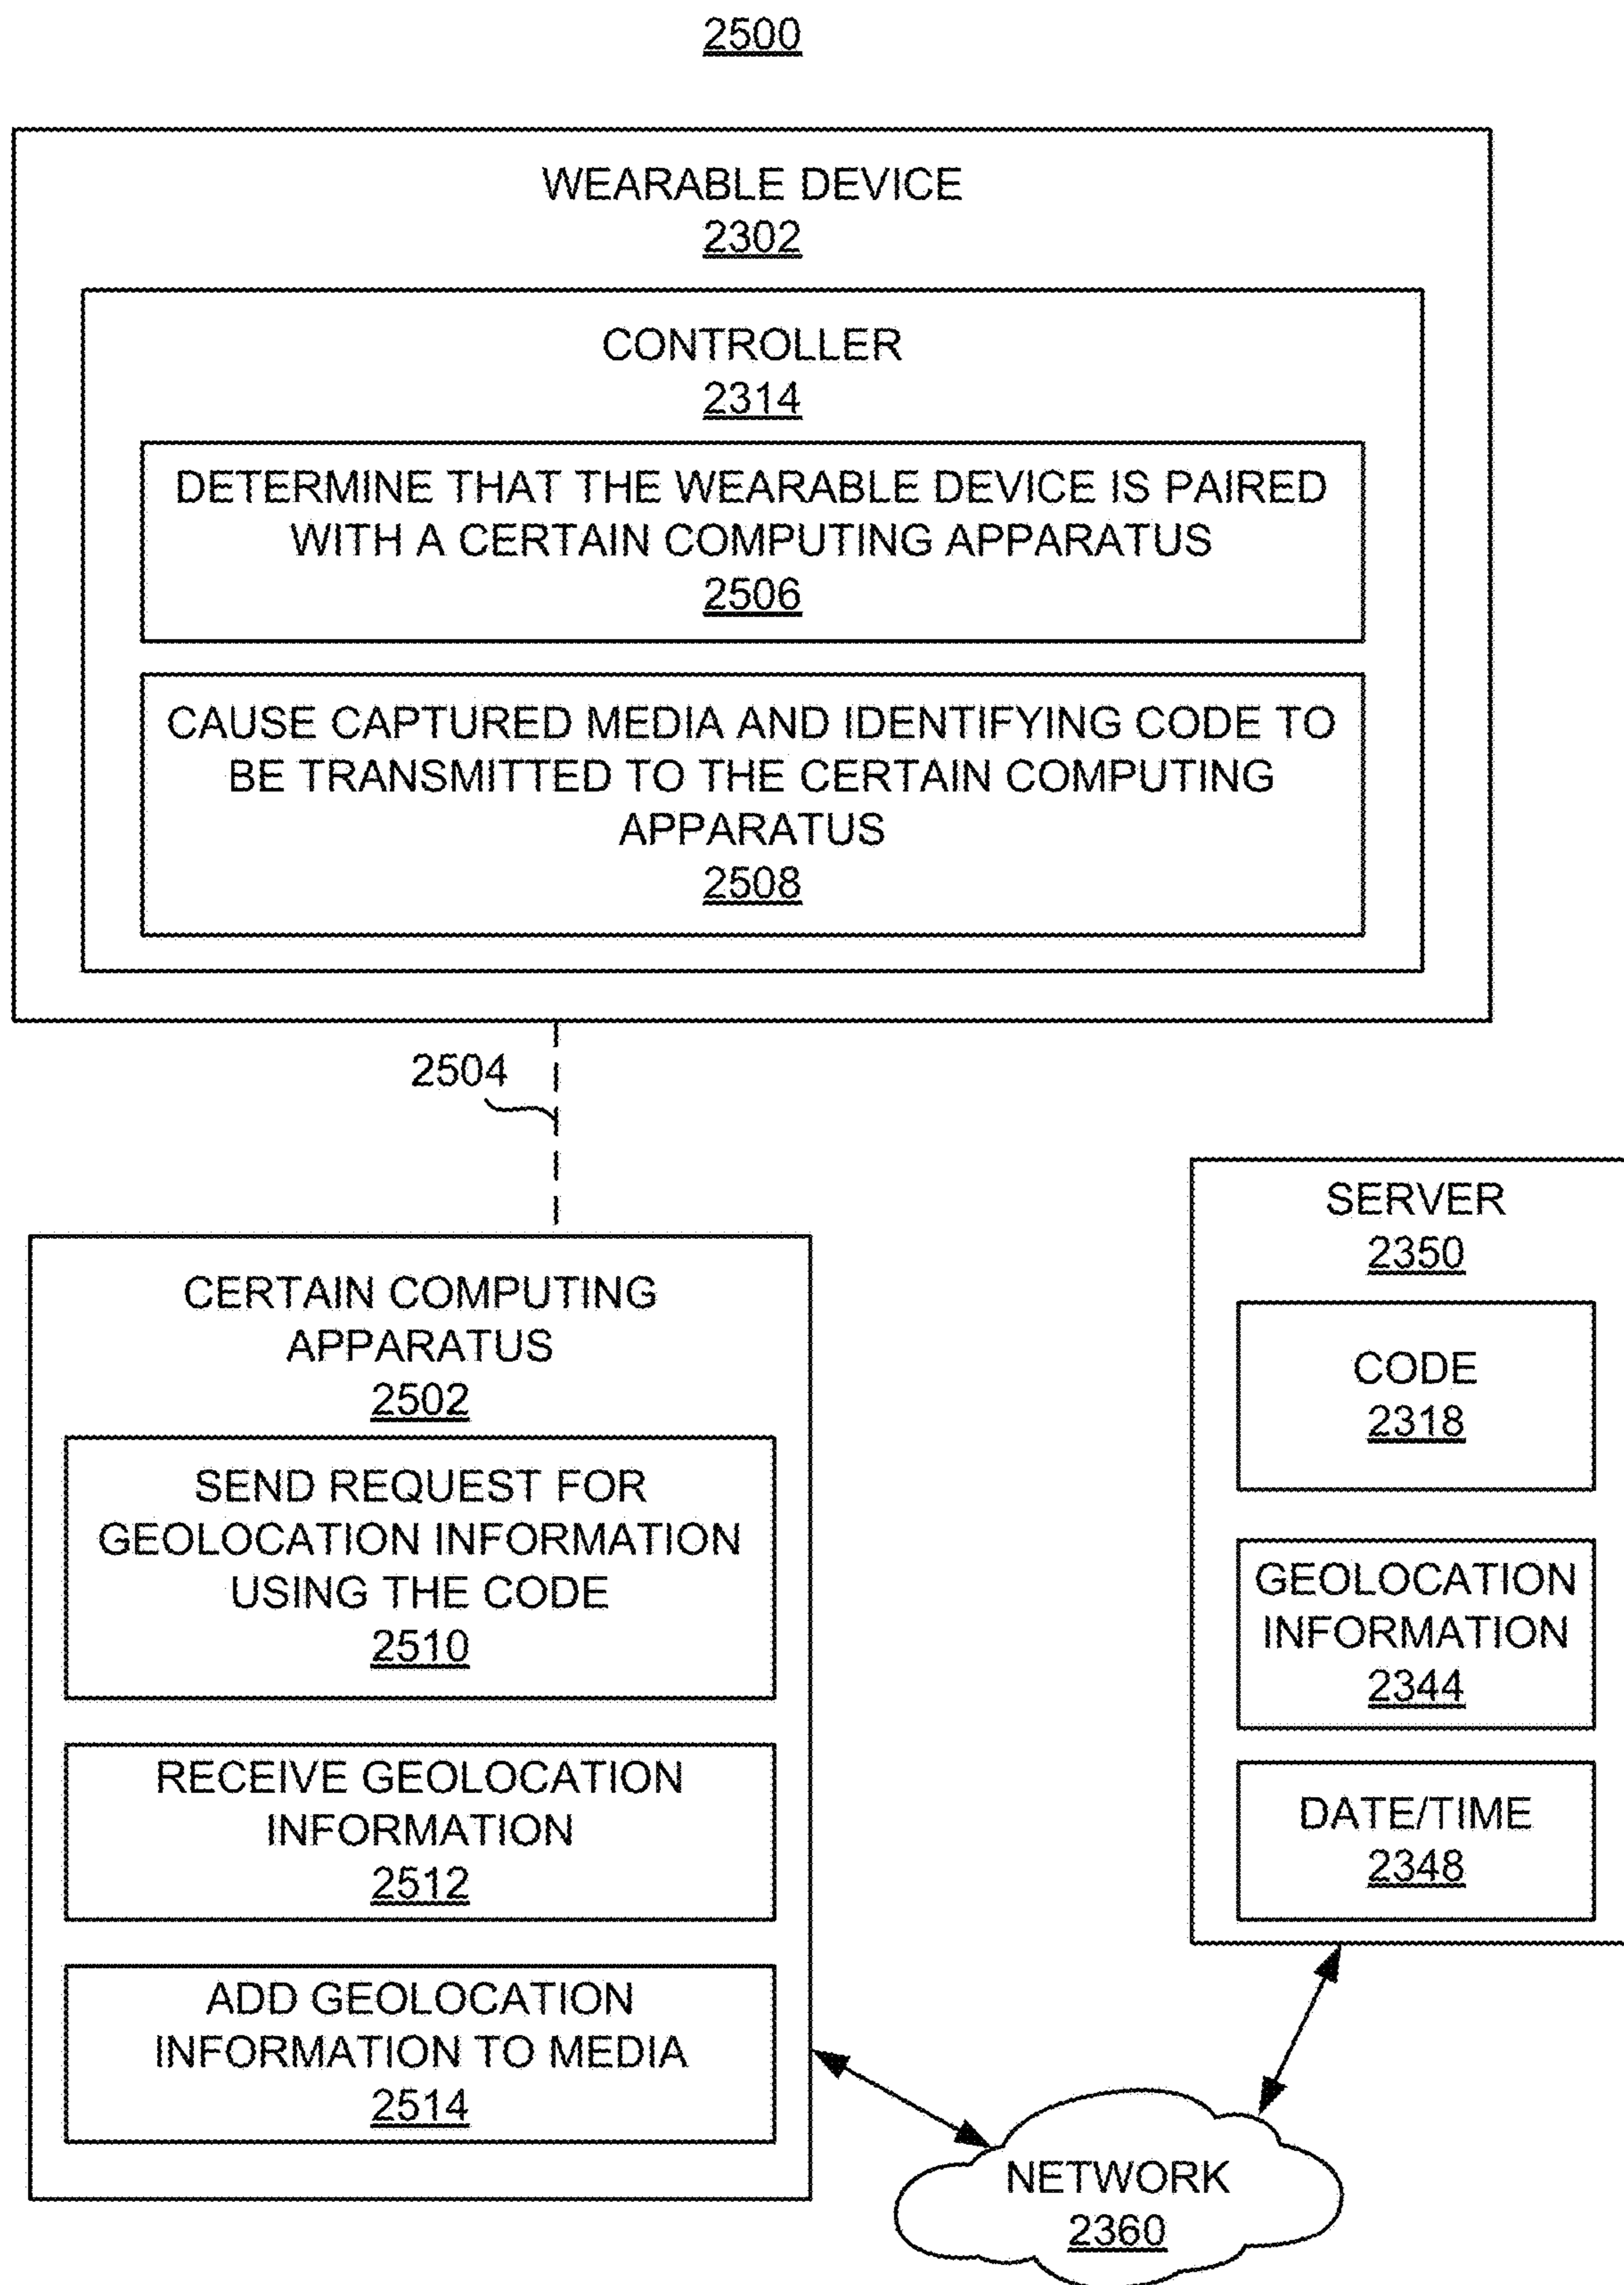 2500
WEARABLE DEVICE
2302
CONTROLLER
2314
DETERMINE THAT THE WEARABLE DEVICE IS PAIRED
WITH A CERTAIN COMPUTING APPARATUS
2506
CAUSE CAPTURED MEDIA AND IDENTIFYING CODE TO
BE TRANSMITTED TO THE CERTAIN COMPUTING
APPARATUS
2508
2504
CERTAIN COMPUTING
APPARATUS
2502
SEND REQUEST FOR
GEOLOCATION INFORMATION
USING THE CODE
2510
RECEIVE GEOLOCATION
INFORMATION
2512
ADD GEOLOCATION
INFORMATION TO MEDIA
2514
SERVER
2350
CODE
2318
GEOLOCATION
INFORMATION
2344
DATE/TIME
2348
NETWORK
2360